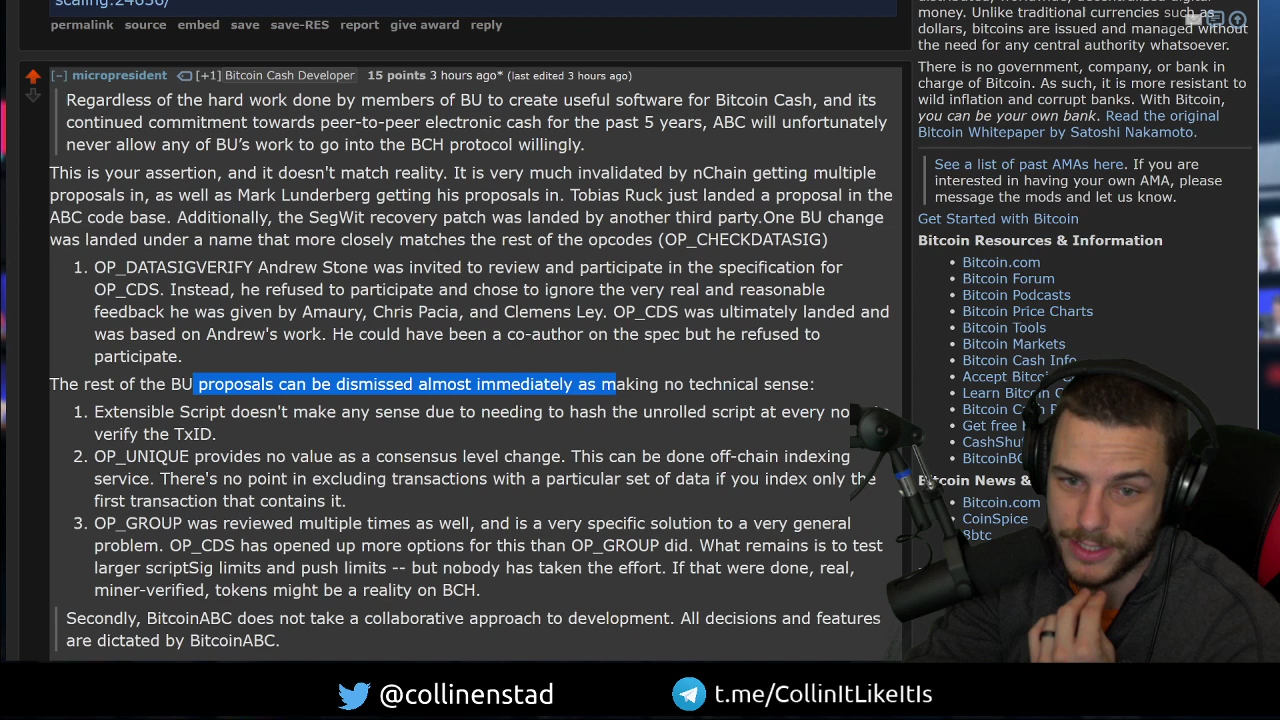 scaling:24636/
permalink source embed save save-RES report give award reply
[–] micropresident [+1] Bitcoin Cash Developer 15 points 3 hours ago* (last edited 3 hours ago)
Regardless of the hard work done by members of BU to create useful software for Bitcoin Cash, and its
continued commitment towards peer-to-peer electronic cash for the past 5 years, ABC will unfortunately
never allow any of BU’s work to go into the BCH protocol willingly.
This is your assertion, and it doesn't match reality. It is very much invalidated by nChain getting multiple
proposals in, as well as Mark Lunderberg getting his proposals in. Tobias Ruck just landed a proposal in the
ABC code base. Additionally, the SegWit recovery patch was landed by another third party.One BU change
was landed under a name that more closely matches the rest of the opcodes (OP_CHECKDATASIG)
1. OP_DATASIGVERIFY Andrew Stone was invited to review and participate in the specification for
OP_CDS. Instead, he refused to participate and chose to ignore the very real and reasonable
feedback he was given by Amaury, Chris Pacia, and Clemens Ley. OP_CDS was ultimately landed and
was based on Andrew's work. He could have been a co-author on the spec but he refused to
participate.
The rest of the BU proposals can be dismissed almost immediately as making no technical sense:
1. Extensible Script doesn't make any sense due to needing to hash the unrolled script at every no
verify the TxID.
2. OP_UNIQUE provides no value as a consensus level change. This can be done off-chain indexing
service. There's no point in excluding transactions with a particular set of data if you index only the
first transaction that contains it.
3. OP_GROUP was reviewed multiple times as well, and is a very specific solution to a very general
problem. OP_CDS has opened up more options for this than OP_GROUP did. What remains is to test
larger scriptSig limits and push limits -- but nobody has taken the effort. If that were done, real,
miner-verified, tokens might be a reality on BCH.
Secondly, BitcoinABC does not take a collaborative approach to development. All decisions and features
are dictated by BitcoinABC.
money. Unlike traditional currencies such as
dollars, bitcoins are issued and managed without
the need for any central authority whatsoever.
There is no government, company, or bank in
charge of Bitcoin. As such, it is more resistant to
wild inflation and corrupt banks. With Bitcoin,
you can be your own bank. Read the original
Bitcoin Whitepaper by Satoshi Nakamoto.
See a list of past AMAs here. If you are
interested in having your own AMA, please
message the mods and let us know.
Get Started with Bitcoin
Bitcoin Resources & Information
Bitcoin.com
Bitcoin Forum
Bitcoin Podcasts
Bitcoin Price Charts
Bitcoin Tools
Bitcoin Markets
Bitcoin Cash Info
Accept Bitcoin
Learn Bitcoin
Bitcoin Cash
Get free
CashShu
BitcoinBC
Bitcoin News &
Bitcoin.com
CoinSpice
8btc
@collinenstad
t.me/CollinItLikeItIs